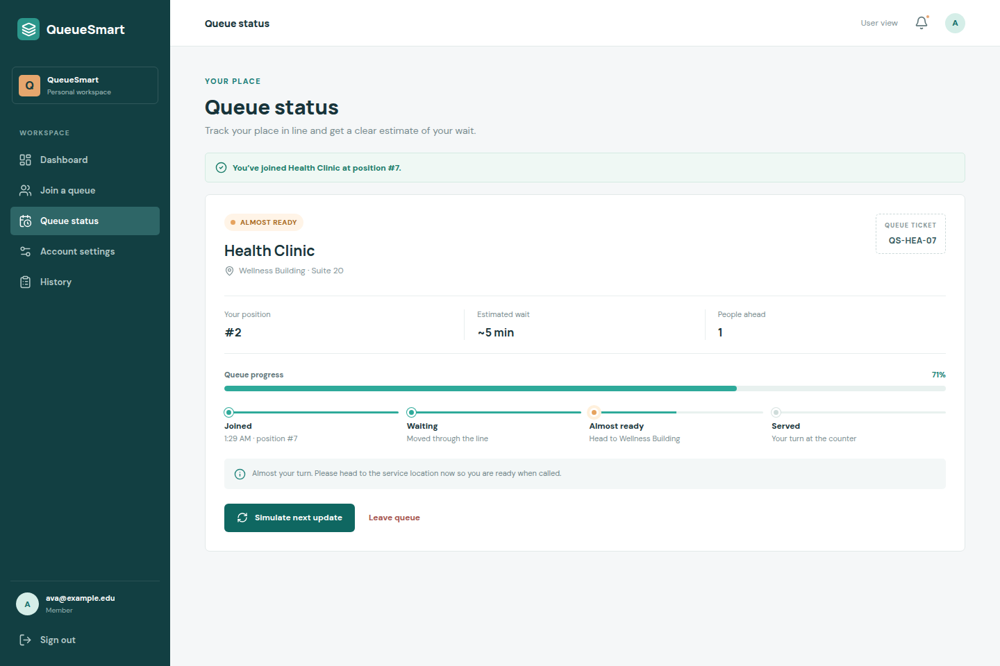 QueueSmart
Q
QueueSmart
Personal workspace
WORKSPACE
Dashboard
Join a queue
Queue status
Account settings
History
A
ava@example.edu
Member
Sign out
Queue status
User view
A
YOUR PLACE
Queue status
Track your place in line and get a clear estimate of your wait.
You’ve joined Health Clinic at position #7.
ALMOST READY
Health Clinic
Wellness Building · Suite 20
QUEUE TICKET
QS-HEA-07
Your position
#2
Estimated wait
~5 min
People ahead
1
Queue progress
71%
Joined
1:29 AM · position #7
Waiting
Moved through the line
Almost ready
Head to Wellness Building
Served
Your turn at the counter
Almost your turn. Please head to the service location now so you are ready when called.
Simulate next update
Leave queue